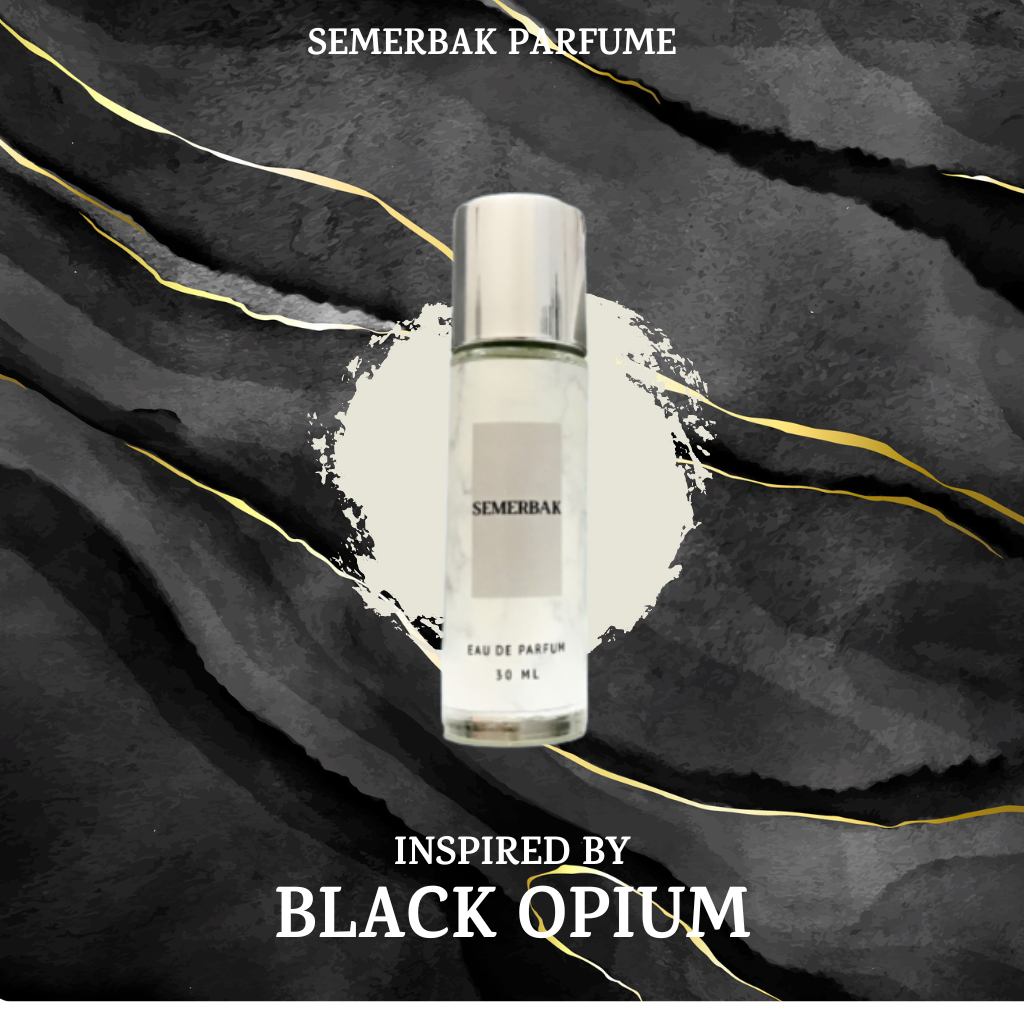 SEMERBAK PARFUME
SEMERBAK
EAU DE PARFUM
30 ML
INSPIRED BY
BLACK OPIUM